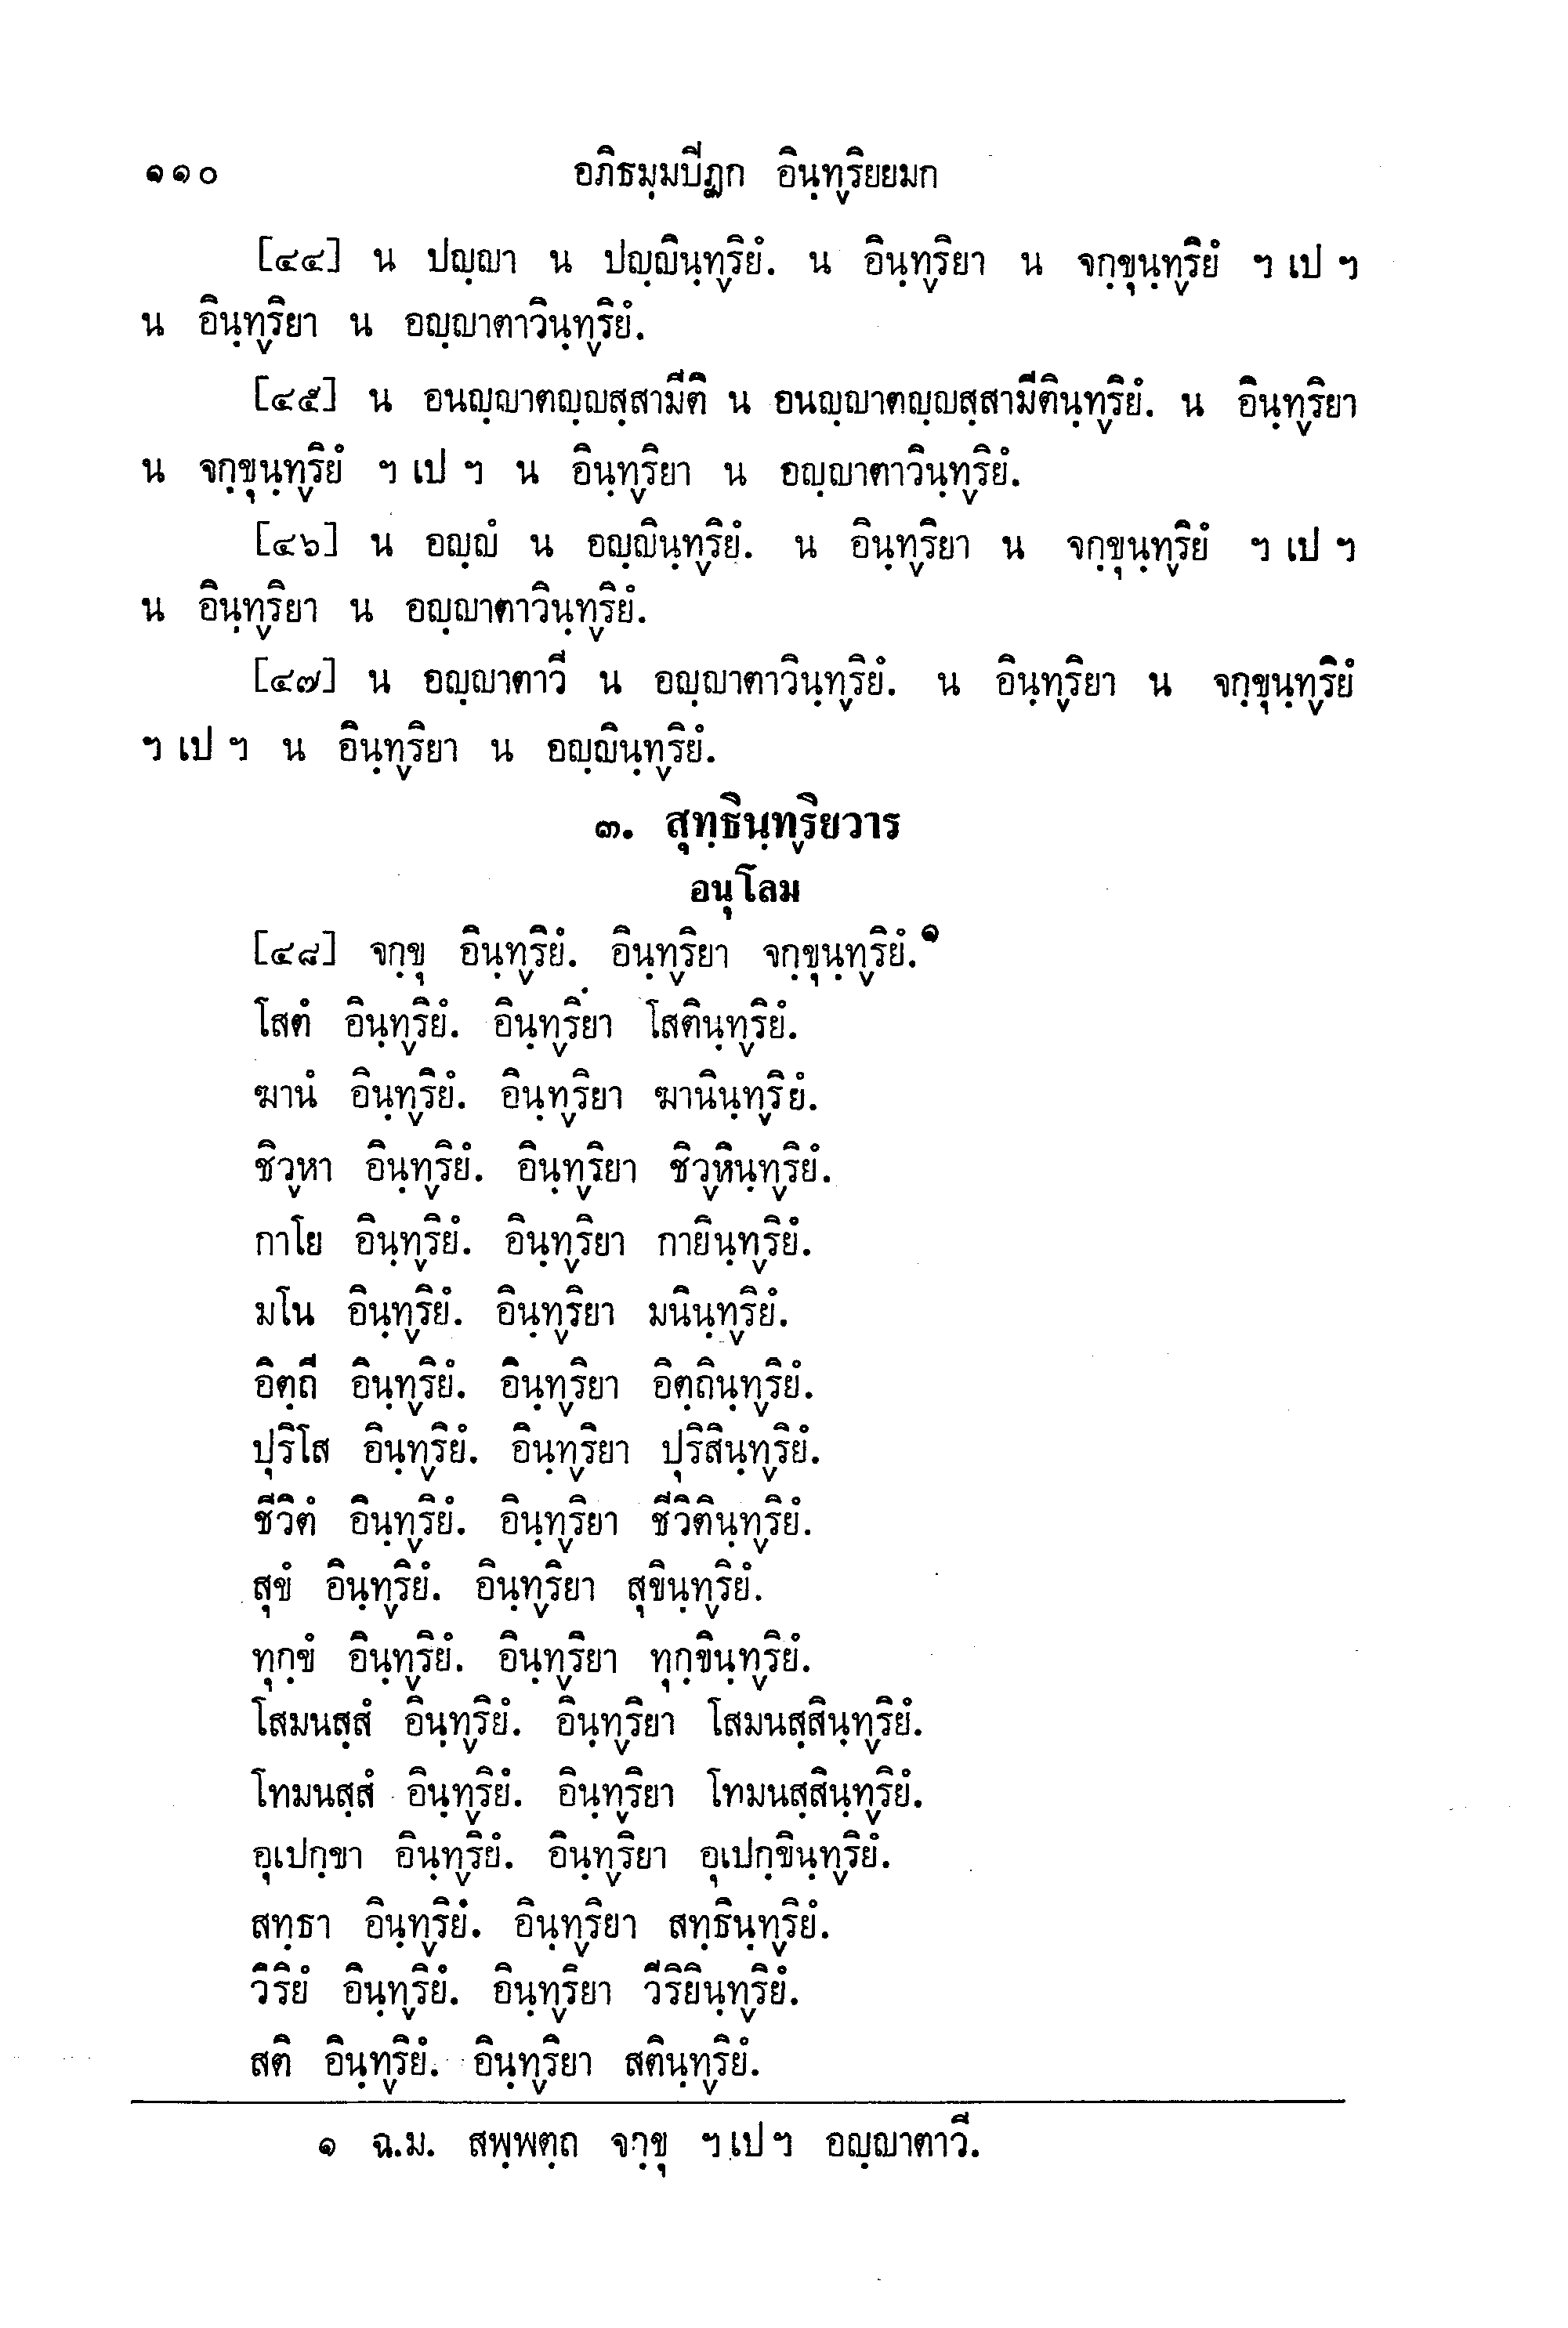 ๑๑๐ อภิธมฺมปิฏก อินฺทฺริยยมก
[๔๔] น ปญฺญา น ปญฺญินฺทฺริยํ. น อินฺทฺริยา น จกฺขุนฺทฺริยํ ฯ เป ฯ
น อินฺทฺริยา น อญฺญาตาวินฺทฺริยํ.
[๔๕] น อนญฺญาตญฺญสฺสามีติ น อนญฺญาตญฺญสฺสามีตินฺทฺริยํ. น อินฺทฺริยา
น จกฺขุนฺทฺริยํ ฯ เป ฯ น อินฺทฺริยา น อญฺญาตาวินฺทฺริยํ.
[๔๖] น อญฺญํ น อญฺญินฺทฺริยํ. น อินฺทฺริยา น จกฺขุนฺทฺริยํ ฯ เป ฯ
น อินฺทฺริยา น อญฺญาตาวินฺทฺริยํ.
[๔๗] น อญฺญาตาวี น อญฺญาตาวินฺทฺริยํ. น อินฺทฺริยา น จกฺขุนฺทฺริยํ
ฯ เป ฯ น อินฺทฺริยา น อญฺญินฺทฺริยํ.
๓. สุทฺธินฺทฺริยวาร
อนุโลม
[๔๘] จกฺขุ อินฺทฺริยํ. อินฺทฺริยา จกฺขุนฺทฺริยํ.๑
โสตํ อินฺทฺริยํ. อินฺทฺริยา โสตินฺทฺริยํ.
ฆานํ อินฺทฺริยํ. อินฺทฺริยา ฆานินฺทฺริยํ.
ชิวฺหา อินฺทฺริยํ. อินฺทฺริยา ชิวฺหินฺทฺริยํ.
กาโย อินฺทฺริยํ. อินฺทฺริยา กายินฺทฺริยํ.
มโน อินฺทฺริยํ. อินฺทฺริยา มนินฺทฺริยํ.
อิตฺถี อินฺทฺริยํ. อินฺทฺริยา อิตฺถินฺทฺริยํ.
ปุริโส อินฺทฺริยํ. อินฺทฺริยา ปุริสินฺทฺริยํ.
ชีวิตํ อินฺทฺริยํ. อินฺทฺริยา ชีวิตินฺทฺริยํ.
สุขํ อินฺทฺริยํ. อินฺทฺริยา สุขินฺทฺริยํ.
ทุกฺขํ อินฺทฺริยํ. อินฺทฺริยา ทุกฺขินฺทฺริยํ.
โสมนสฺสํ อินฺทฺริยํ. อินฺทฺริยา โสมนสฺสินฺทฺริยํ.
โทมนสฺสํ อินฺทฺริยํ. อินฺทฺริยา โทมนสฺสินฺทฺริยํ.
อุเปกฺขา อินฺทฺริยํ. อินฺทฺริยา อุเปกฺขินฺทฺริยํ.
สทฺธา อินฺทฺริยํ. อินฺทฺริยา สทฺธินฺทฺริยํ.
วีริยํ อินฺทฺริยํ. อินฺทฺริยา วีริยินฺทฺริยํ.
สติ อินฺทฺริยํ. อินฺทฺริยา สตินฺทฺริยํ.
๑ ฉ.ม. สพฺพตฺถ จกฺขุ ฯ เป ฯ อญฺญาตาวี.